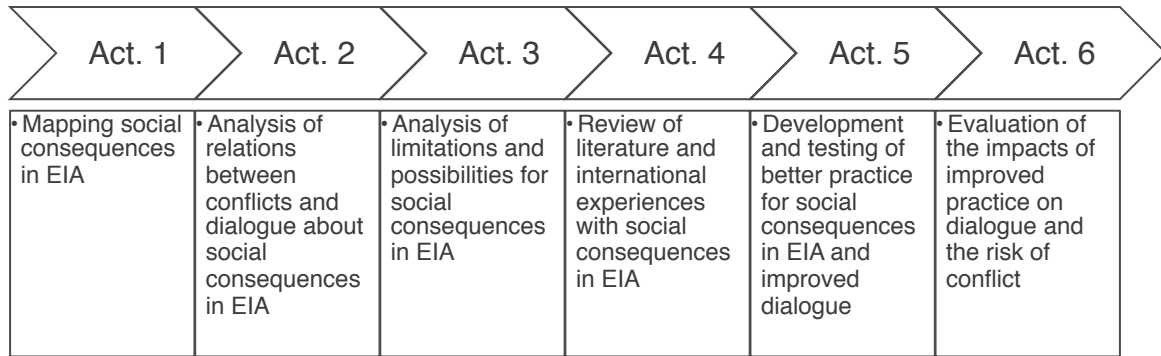 Act. 1
Act. 2
Act. 3
Act. 4
Act. 5
Act. 6
• Mapping social
consequences
in EIA
• Analysis of
relations
between
conflicts and
dialogue about
social
consequences
in EIA
• Analysis of
limitations and
possibilities for
social
consequences
in EIA
• Review of
literature and
international
experiences
with social
consequences
in EIA
• Development
and testing of
better practice
for social
consequences
in EIA and
improved
dialogue
• Evaluation of
the impacts of
improved
practice on
dialogue and
the risk of
conflict